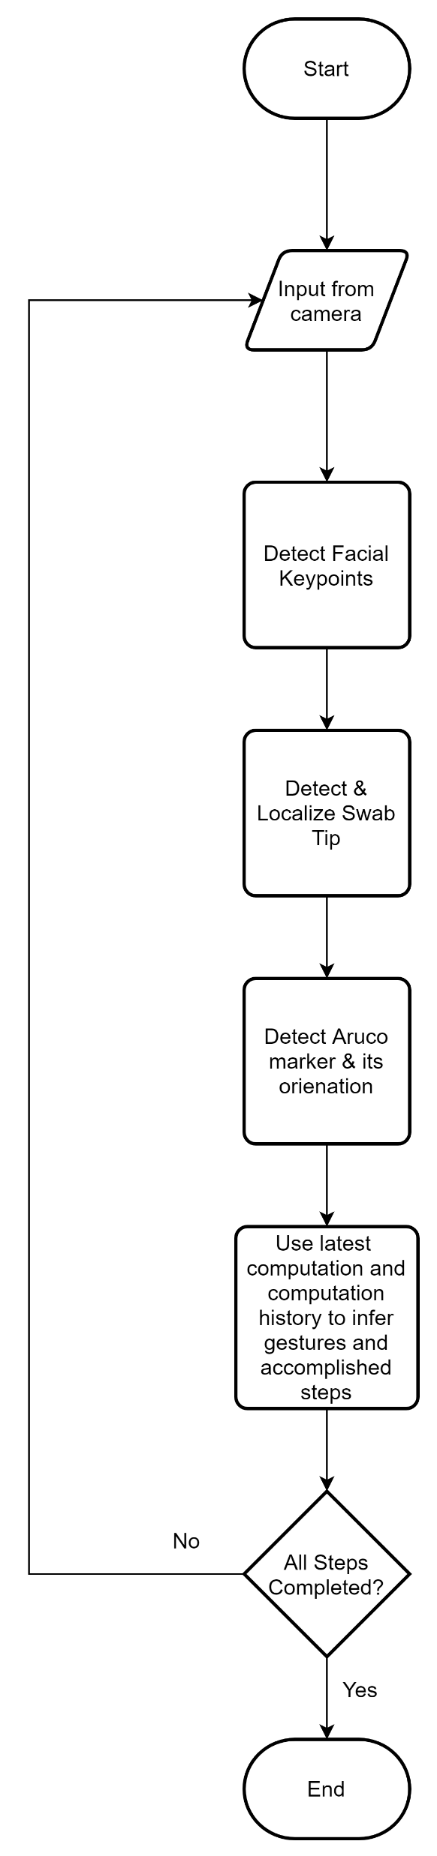 Start
Input from
camera
Detect Facial
Keypoints
Detect &
Localize Swab
Tip
Detect Aruco
marker & its
orienation
Use latest
computation and
computation
history to infer
gestures and
accomplished
steps
No
All Steps
Completed?
Yes
End